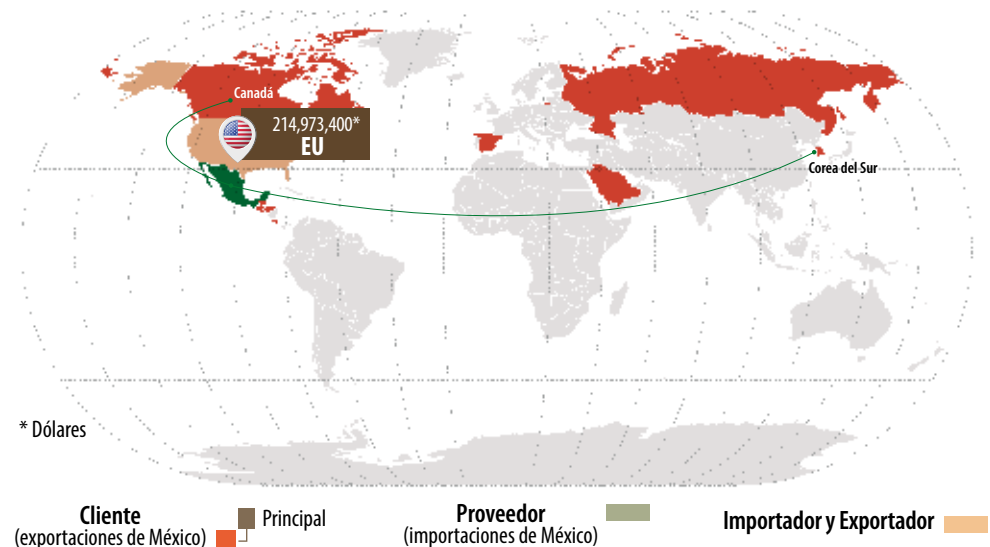 Canadá
214,973,400*
EU
Corea del Sur
* Dólares
Cliente
(exportaciones de México)
Principal
Proveedor
(importaciones de México)
Importador y Exportador